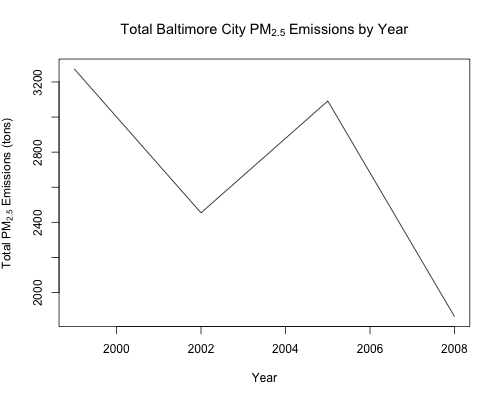 Total Baltimore City PM2.5 Emissions by Year
Total PM2.5 Emissions (tons)
3200
2800
2400
2000
2000 2002 2004 2006 2008
Year